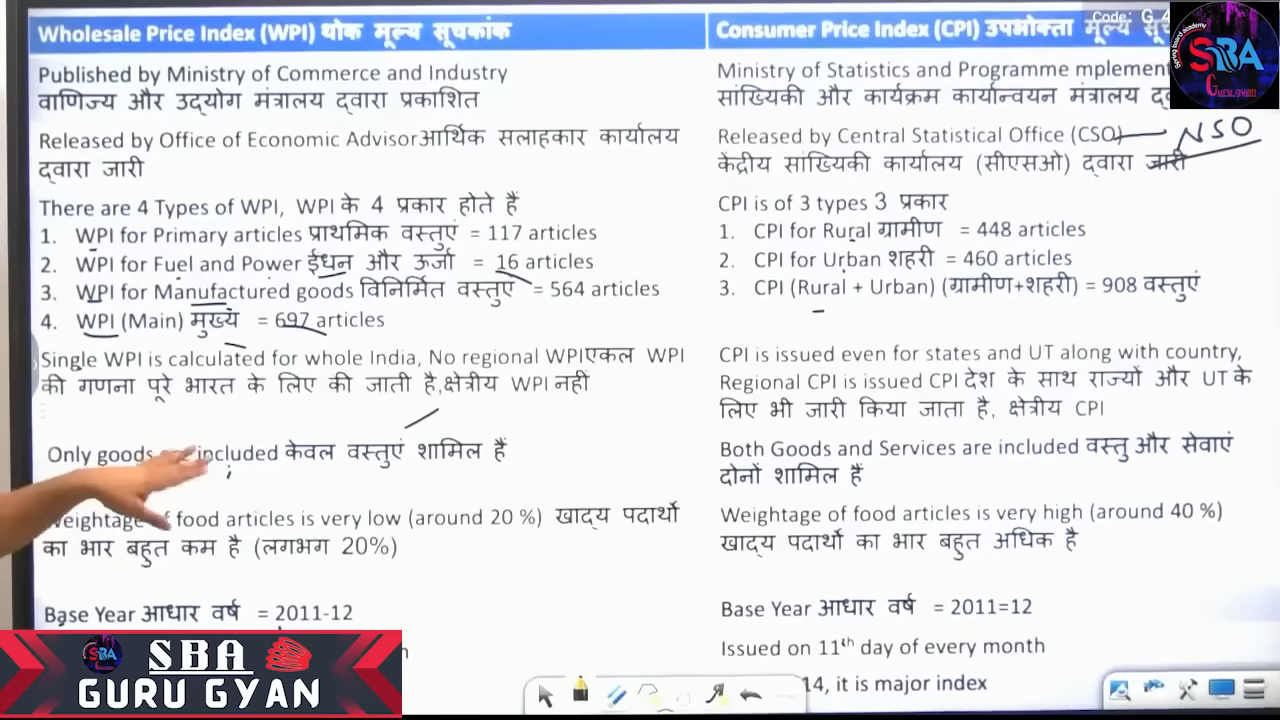 Code: G
Wholesale Price Index (WPI) थोक मूल्य सूचकांक
Published by Ministry of Commerce and Industry
वाणिज्य और उद्योग मंत्रालय द्वारा प्रकाशित
Released by Office of Economic Advisorआर्थिक सलाहकार कार्यालय
द्वारा जारी
There are 4 Types of WPI, WPI के 4 प्रकार होते हैं
1. WPI for Primary articles प्राथमिक वस्तुएं = 117 articles
2. WPI for Fuel and Power ईधन और ऊर्जा = 16 articles
3. WPI for Manufactured goods विनिर्मित वस्तुएं = 564 articles
4. WPI (Main) मुख्य = 697 articles
Single WPI is calculated for whole India, No regional WPIएकल WPI
की गणना पूरे भारत के लिए की जाती है,क्षेत्रीय WPI नहीं
Only goods included केवल वस्तुएं शामिल हैं
Weightage of food articles is very low (around 20 %) खाद्य पदार्थो
का भार बहुत कम है (लगभग 20%)
Base Year आधार वर्ष = 2011-12
Consumer Price Index (CPI) उपभोक्ता मूल्य
Ministry of Statistics and Programme
सांख्यिकी और कार्यक्रम कार्यान्वयन मंत्रालय
Released by Central Statistical Office (CSO) NSO
केंद्रीय सांख्यिकी कार्यालय (सीएसओ) द्वारा जारी
CPI is of 3 types 3 प्रकार
1. CPI for Rural ग्रामीण = 448 articles
2. CPI for Urban शहरी = 460 articles
3. CPI (Rural + Urban) (ग्रामीण+शहरी) = 908 वस्तुएं
CPI is issued even for states and UT along with country,
Regional CPI is issued CPI देश के साथ राज्यों और UT के
लिए भी जारी किया जाता है, क्षेत्रीय CPI
Both Goods and Services are included वस्तु और सेवाएं
दोनों शामिल हैं
Weightage of food articles is very high (around 40 %)
खाद्य पदार्थो का भार बहुत अधिक है
Base Year आधार वर्ष = 2011=12
Issued on 11th day of every month
14, it is major index
Spring board academy
SBA
Guru gyan
SBA
SBA
GURU GYAN